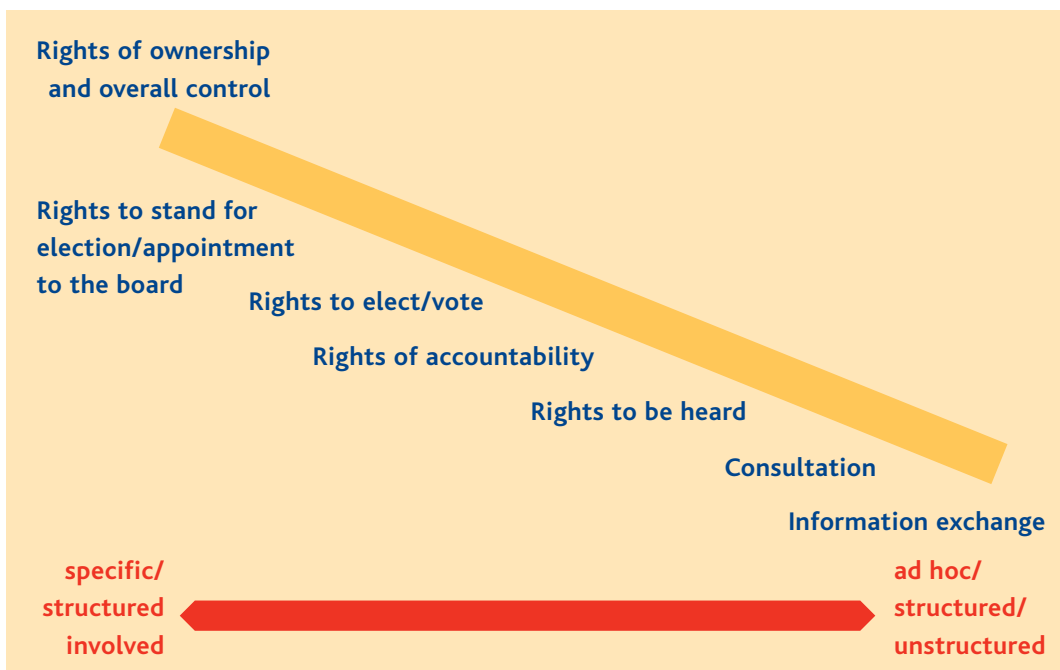 Rights of ownership
and overall control
Rights to stand for
election/appointment
to the board
Rights to elect/vote
Rights of accountability
Rights to be heard
Consultation
Information exchange
specific/
structured
involved
ad hoc/
structured/
unstructured